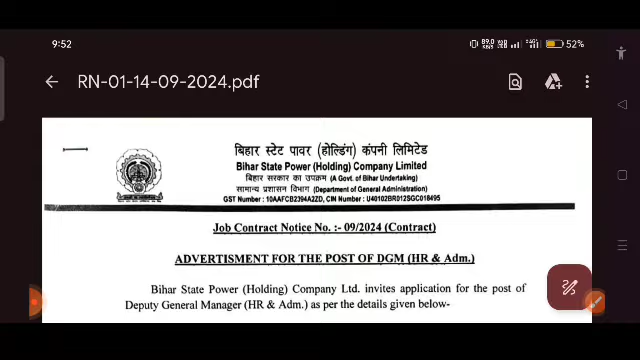 9:52
52%
RN-01-14-09-2024.pdf
बिहार स्टेट पावर (होल्डिंग) कंपनी लिमिटेड
Bihar State Power (Holding) Company Limited
बिहार सरकार का उपक्रम (A Govt. of Bihar Undertaking)
सामान्य प्रशासन विभाग (Department of General Administration)
GST Number : 10AAFCB2394A2ZD, CIN Number : U40102BR012SGC018495
Job Contract Notice No. :- 09/2024 (Contract)
ADVERTISMENT FOR THE POST OF DGM (HR & Adm.)
Bihar State Power (Holding) Company Ltd. invites application for the post of
Deputy General Manager (HR & Adm.) as per the details given below-